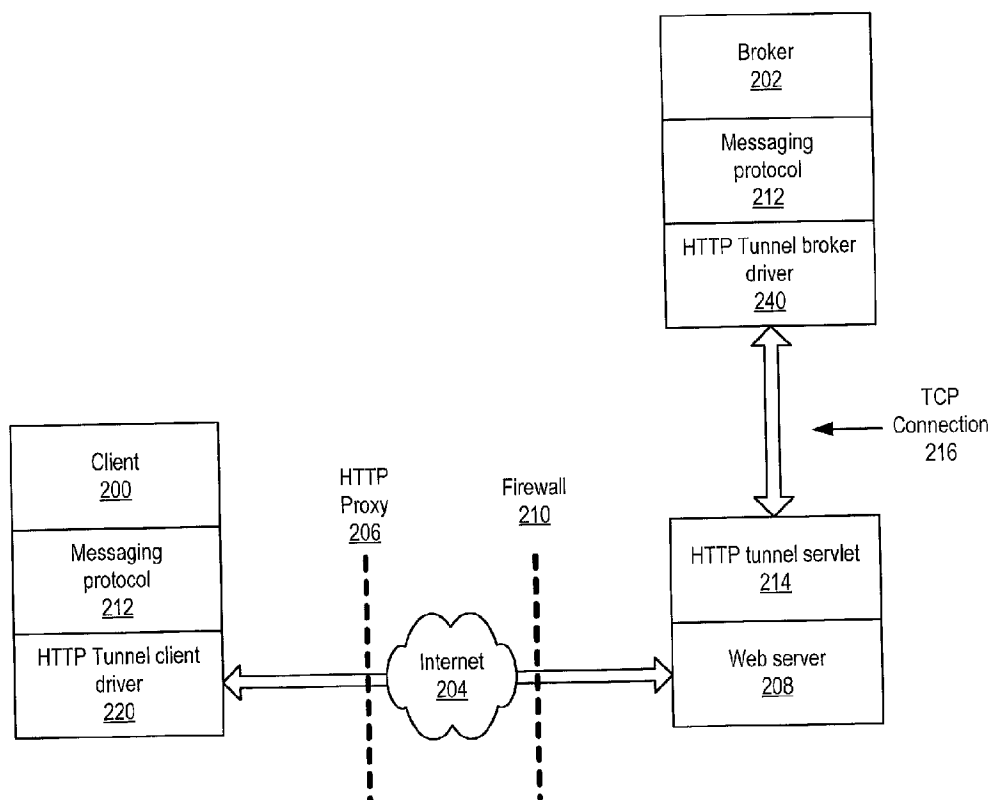 Broker
202
Messaging
protocol
212
HTTP Tunnel broker
driver
240
TCP
Connection
216
Client
200
Messaging
protocol
212
HTTP Tunnel client
driver
220
HTTP
Proxy
206
Internet
204
Firewall
210
HTTP tunnel servlet
214
Web server
208